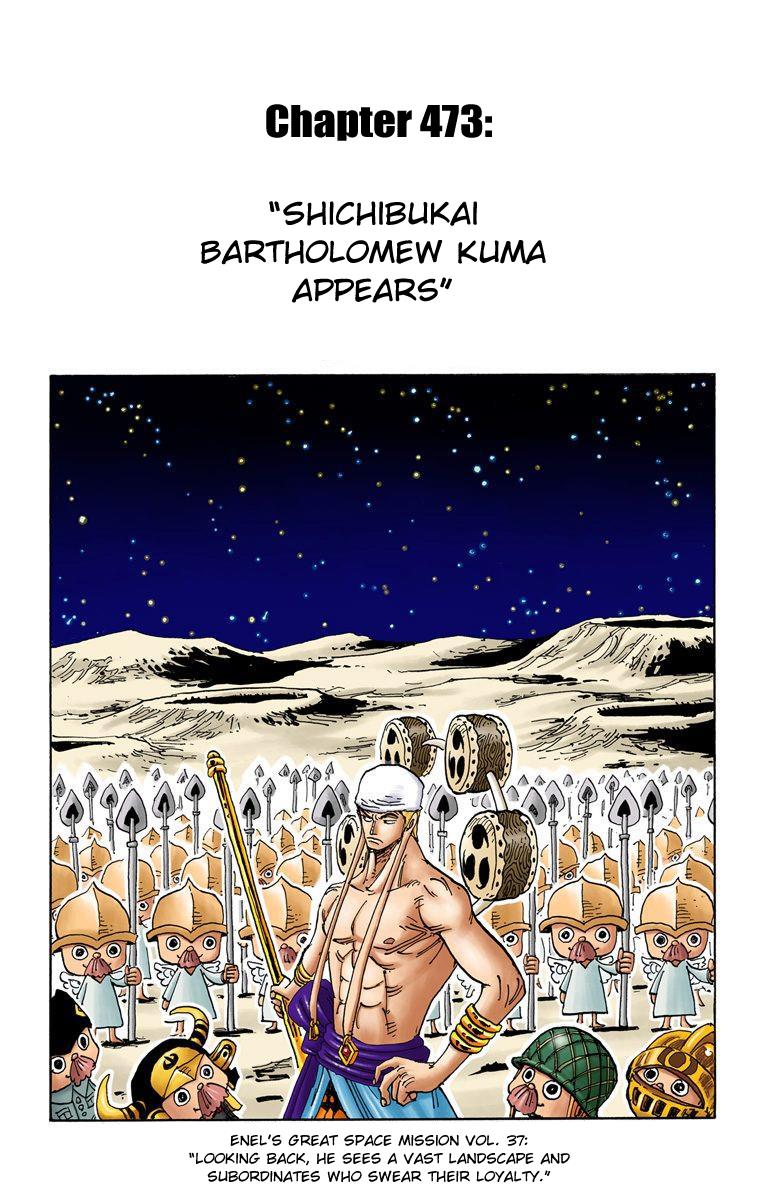 Chapter 473:
"SHICHIBUKAI
BARTHOLOMEW KUMA
APPEARS"
ENEL'S GREAT SPACE MISSION VOL. 37:
"LOOKING BACK, HE SEES A VAST LANDSCAPE AND
SUBORDINATES WHO SWEAR THEIR LOYALTY."